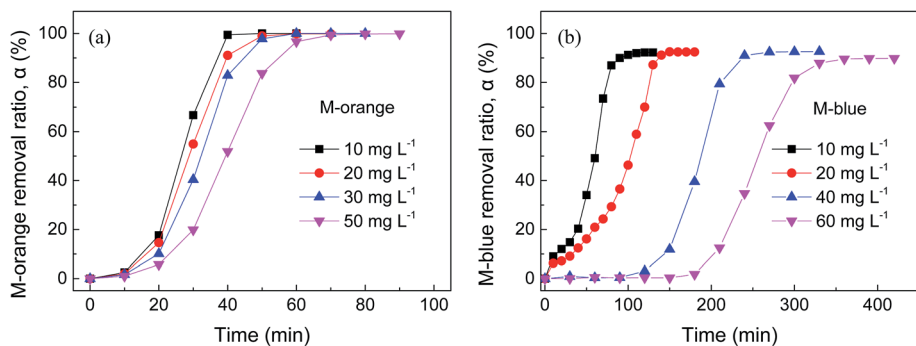 (a)
M-orange removal ratio, α (%)
100
80
60
40
20
0
M-orange
10 mg L⁻¹
20 mg L⁻¹
30 mg L⁻¹
50 mg L⁻¹
0 20 40 60 80 100
Time (min)
(b)
M-blue removal ratio, α (%)
100
80
60
40
20
0
M-blue
10 mg L⁻¹
20 mg L⁻¹
40 mg L⁻¹
60 mg L⁻¹
0 100 200 300 400
Time (min)